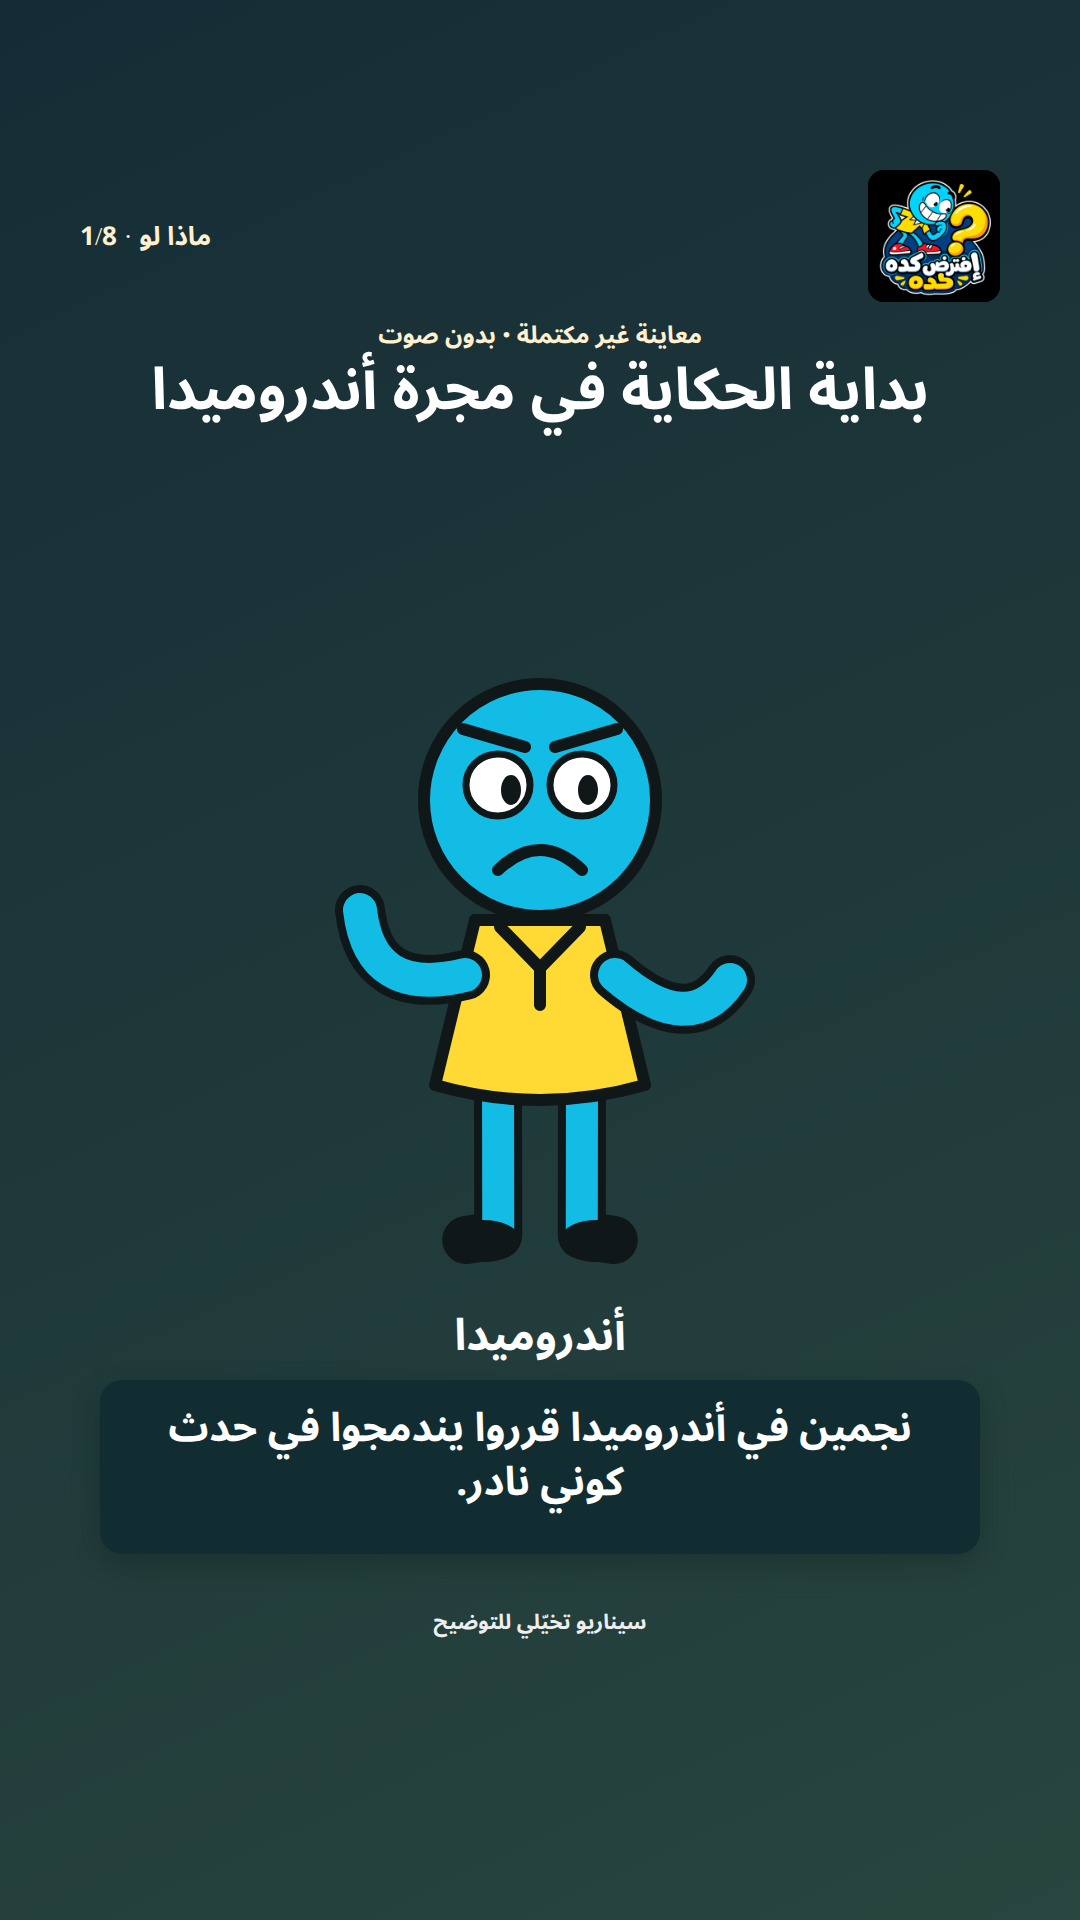 إفترض كده
كده
ماذا لو · 1/8
معاينة غير مكتملة • بدون صوت
بداية الحكاية في مجرة أندروميدا
أندروميدا
نجمين في أندروميدا قرروا يندمجوا في حدث
كوني نادر.
سيناريو تخيّلي للتوضيح